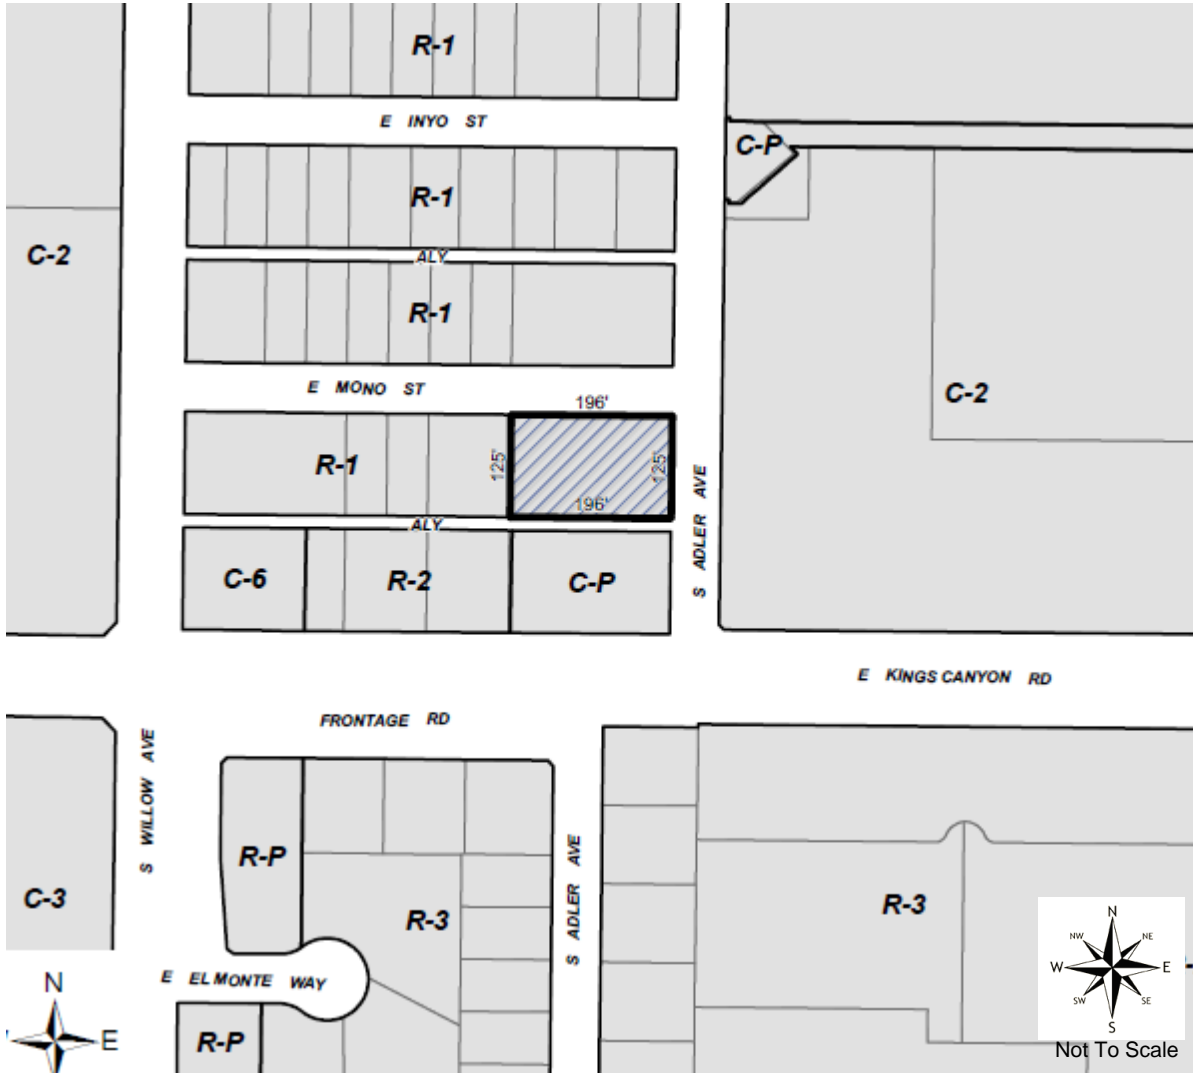 R-1
E INYO ST
C-P
R-1
C-2
ALY
R-1
E MONO ST
C-2
196'
R-1
125'
125'
196'
S ADLER AVE
ALY
C-6
R-2
C-P
E KINGS CANYON RD
FRONTAGE RD
S WILLOW AVE
R-P
S ADLER AVE
C-3
R-3
R-3
E EL MONTE WAY
R-P
N
E
N
NW
NE
W
E
SW
SE
S
Not To Scale